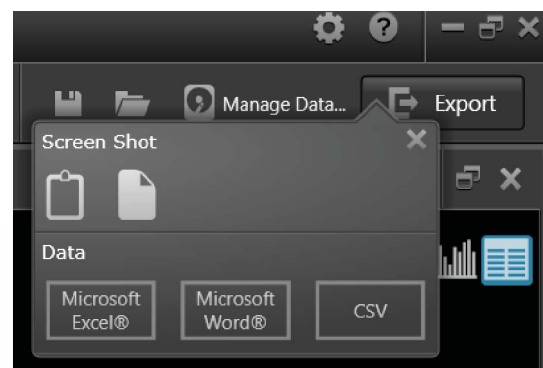 Manage Data...
Export
Screen Shot
Data
Microsoft
Excel®
Microsoft
Word®
CSV